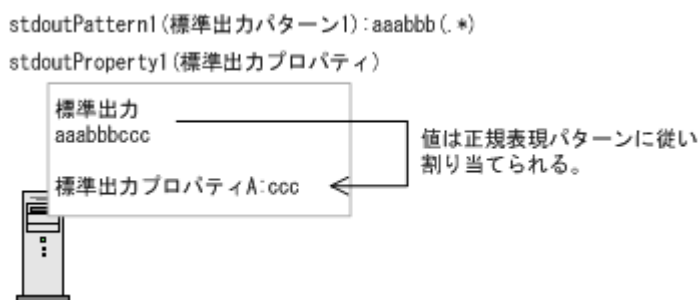 stdoutPattern1(標準出力パターン1):aaabbb(.*)
stdoutProperty1(標準出力プロパティ)
標準出力
aaabbbccc
標準出力プロパティA:ccc
値は正規表現パターンに従い
割り当てられる。